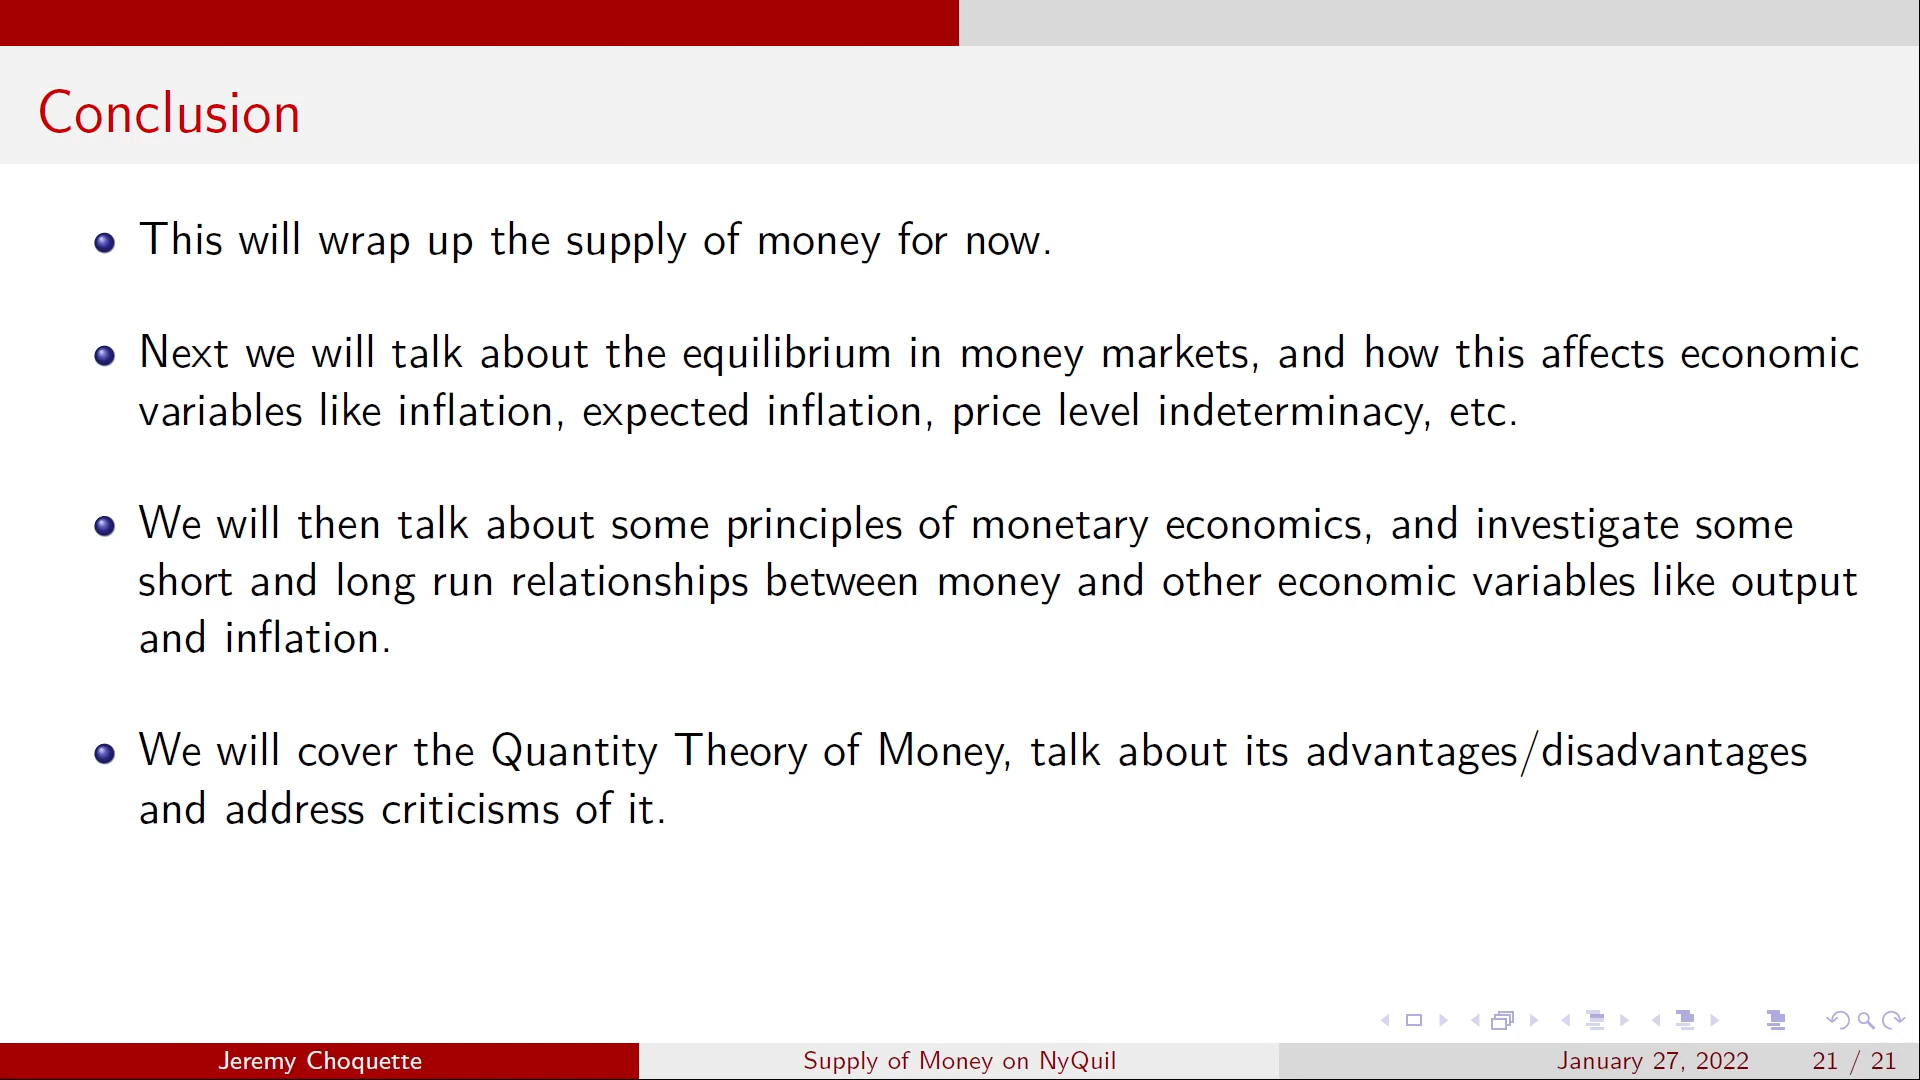 Conclusion
This will wrap up the supply of money for now.
Next we will talk about the equilibrium in money markets, and how this affects economic
variables like inflation, expected inflation, price level indeterminacy, etc.
We will then talk about some principles of monetary economics, and investigate some
short and long run relationships between money and other economic variables like output
and inflation.
We will cover the Quantity Theory of Money, talk about its advantages/disadvantages
and address criticisms of it.
Jeremy Choquette
Supply of Money on NyQuil
January 27, 2022
21 / 21